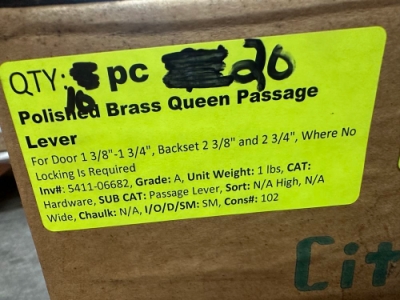 QTY: pc 20
10
Polished Brass Queen Passage
Lever
For Door 1 3/8"-1 3/4", Backset 2 3/8" and 2 3/4", Where No
Locking Is Required
Inv#: 5411-06682, Grade: A, Unit Weight: 1 lbs, CAT:
Hardware, SUB CAT: Passage Lever, Sort: N/A High, N/A
Wide, Chaulk: N/A, I/O/D/SM: SM, Cons#: 102
Cit